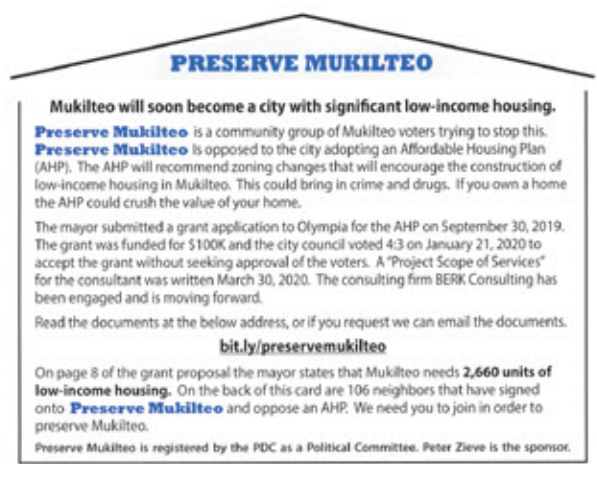 PRESERVE MUKILTEO
Mukilteo will soon become a city with significant low-income housing.
Preserve Mukilteo is a community group of Mukilteo voters trying to stop this.
Preserve Mukilteo Is opposed to the city adopting an Affordable Housing Plan
(AHP). The AHP will recommend zoning changes that will encourage the construction of
low-income housing in Mukilteo. This could bring in crime and drugs. If you own a home
the AHP could crush the value of your home.
The mayor submitted a grant application to Olympia for the AHP on September 30, 2019.
The grant was funded for $100K and the city council voted 4:3 on January 21, 2020 to
accept the grant without seeking approval of the voters. A "Project Scope of Services"
for the consultant was written March 30, 2020. The consulting firm BERK Consulting has
been engaged and is moving forward.
Read the documents at the below address, or if you request we can email the documents.
bit.ly/preservemukilteo
On page 8 of the grant proposal the mayor states that Mukilteo needs 2,660 units of
low-income housing. On the back of this card are 106 neighbors that have signed
onto Preserve Mukilteo and oppose an AHP. We need you to join in order to
preserve Mukilteo.
Preserve Mukilteo is registered by the PDC as a Political Committee. Peter Zieve is the sponsor.